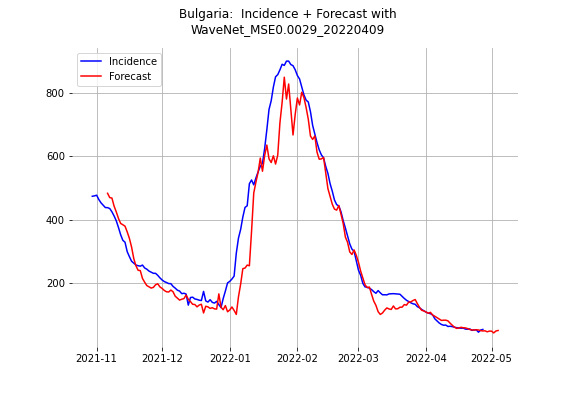 Bulgaria:  Incidence + Forecast with
WaveNet_MSE0.0029_20220409
Incidence
Forecast
800
600
400
200
2021-11 2021-12 2022-01 2022-02 2022-03 2022-04 2022-05